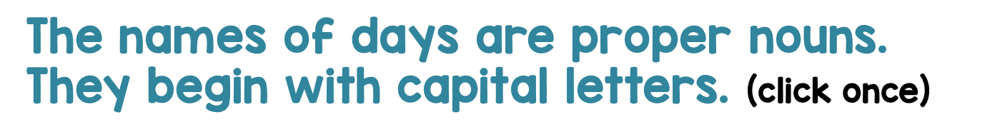 The names of days are proper nouns.
They begin with capital letters. (click once)